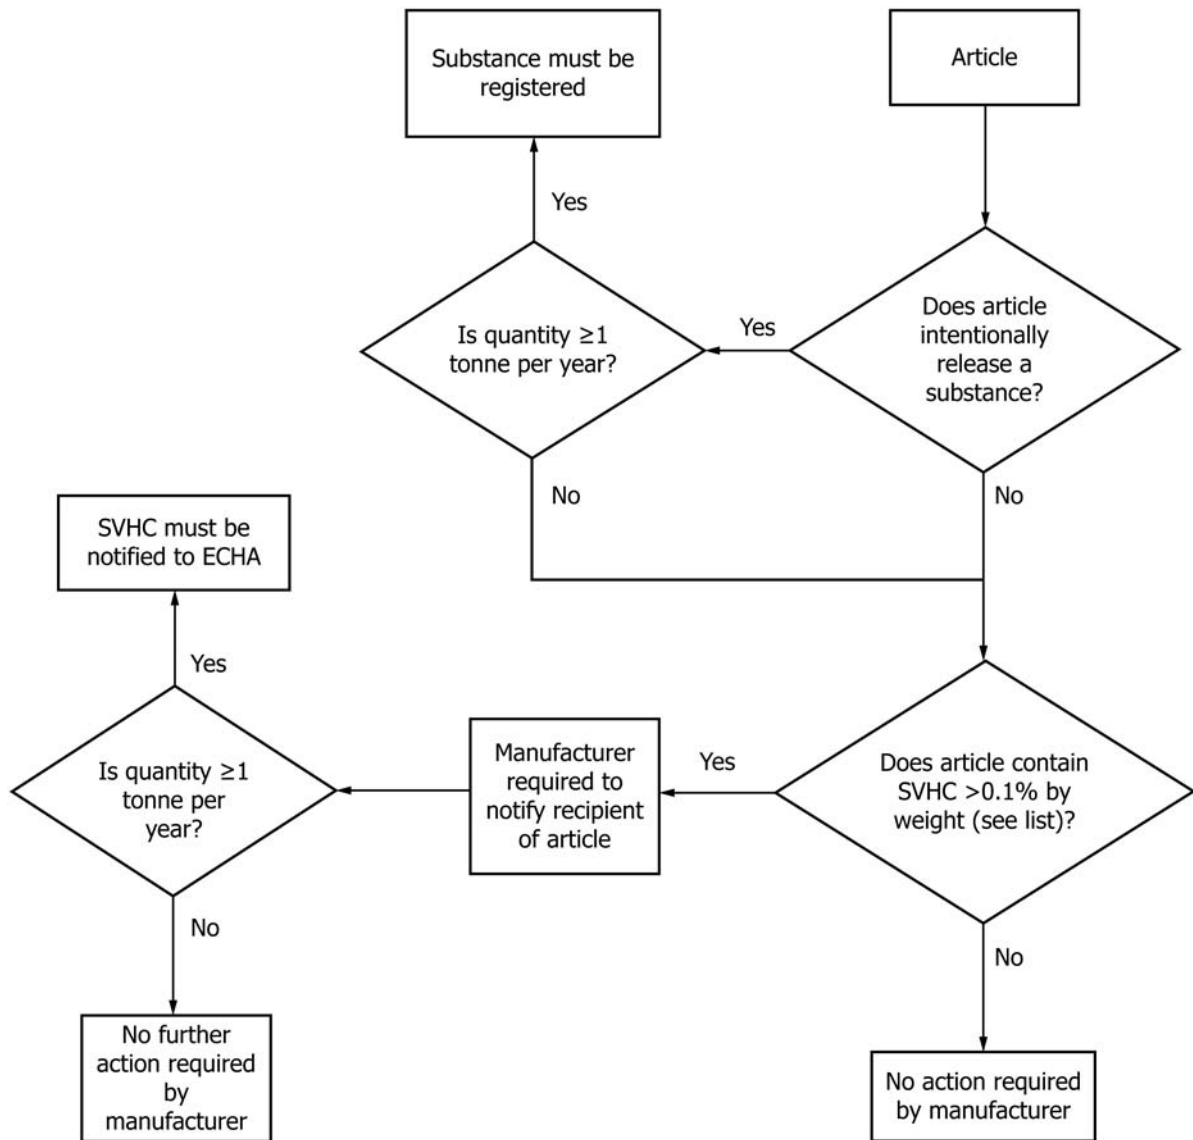 Substance must be
registered
Article
Yes
Is quantity ≥1
tonne per year?
Yes
Does article
intentionally
release a
substance?
No
No
SVHC must be
notified to ECHA
Yes
Is quantity ≥1
tonne per
year?
Manufacturer
required to
notify recipient
of article
Yes
Does article contain
SVHC >0.1% by
weight (see list)?
No
No
No further
action required
by
manufacturer
No action required
by manufacturer